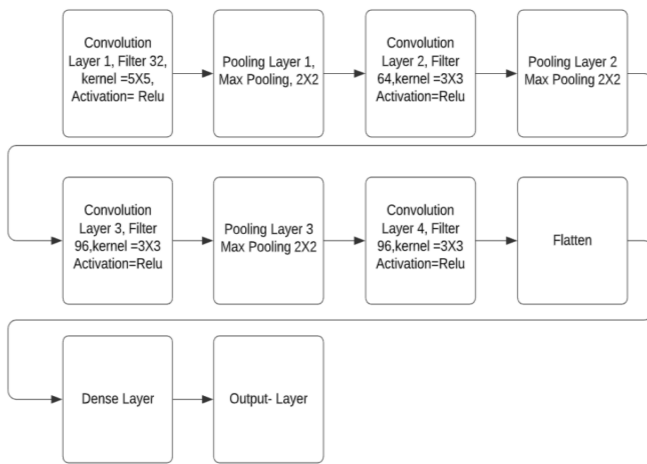 Convolution
Layer 1, Filter 32,
kernel =5X5,
Activation= Relu
Pooling Layer 1,
Max Pooling, 2X2
Convolution
Layer 2, Filter
64,kernel =3X3
Activation=Relu
Pooling Layer 2
Max Pooling 2X2
Convolution
Layer 3, Filter
96,kernel =3X3
Activation=Relu
Pooling Layer 3
Max Pooling 2X2
Convolution
Layer 4, Filter
96,kernel =3X3
Activation=Relu
Flatten
Dense Layer
Output- Layer